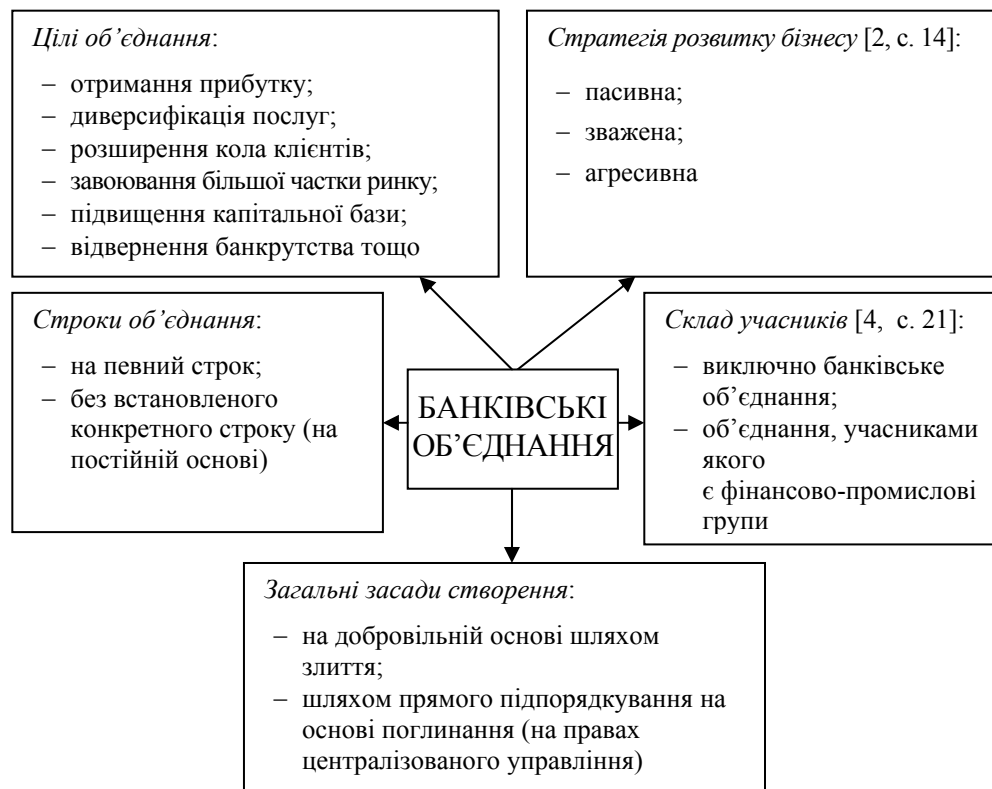 Цілі об’єднання:
– отримання прибутку;
– диверсифікація послуг;
– розширення кола клієнтів;
– завоювання більшої частки ринку;
– підвищення капітальної бази;
– відвернення банкрутства тощо
Стратегія розвитку бізнесу [2, с. 14]:
– пасивна;
– зважена;
– агресивна
Строки об’єднання:
– на певний строк;
– без встановленого
конкретного строку (на
постійній основі)
БАНКІВСЬКІ
ОБ’ЄДНАННЯ
Склад учасників [4, с. 21]:
– виключно банківське
об’єднання;
– об’єднання, учасниками
якого
є фінансово-промислові
групи
Загальні засади створення:
– на добровільній основі шляхом
злиття;
– шляхом прямого підпорядкування на
основі поглинання (на правах
централізованого управління)